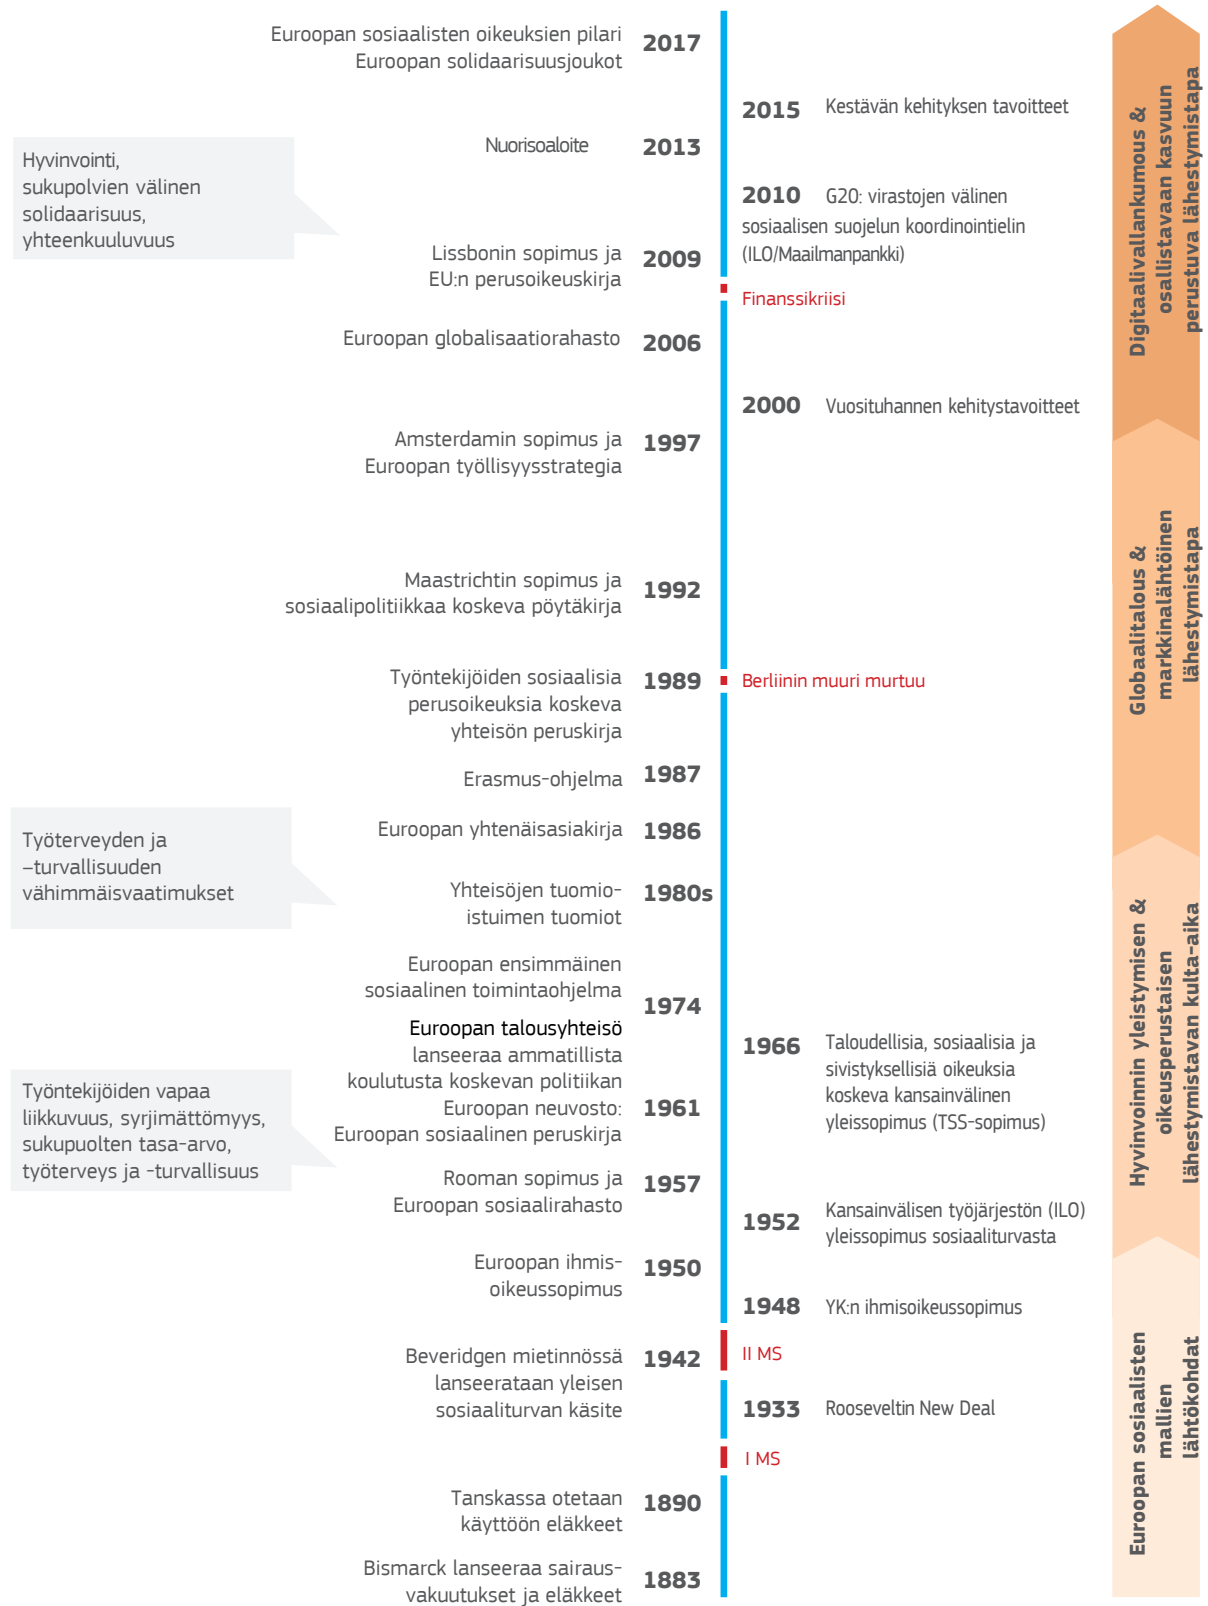 Euroopan sosiaalisten oikeuksien pilari
Euroopan solidaarisuusjoukot
2017
2015 Kestävän kehityksen tavoitteet
Nuorisoaloite 2013
Hyvinvointi,
sukupolvien välinen
solidaarisuus,
yhteenkuuluvuus
2010 G20: virastojen välinen
sosiaalisen suojelun koordinointielin
(ILO/Maailmanpankki)
Lissbonin sopimus ja
EU:n perusoikeuskirja
2009
Finanssikriisi
Euroopan globalisaatiorahasto 2006
2000 Vuosituhannen kehitystavoitteet
Amsterdamin sopimus ja
Euroopan työllisyysstrategia
1997
Maastrichtin sopimus ja
sosiaalipolitiikkaa koskeva pöytäkirja
1992
Työntekijöiden sosiaalisia
perusoikeuksia koskeva
yhteisön peruskirja
1989
Berliinin muuri murtuu
Erasmus-ohjelma 1987
Euroopan yhtenäisasiakirja 1986
Työterveyden ja
–turvallisuuden
vähimmäisvaatimukset
Yhteisöjen tuomio-
istuimen tuomiot
1980s
Euroopan ensimmäinen
sosiaalinen toimintaohjelma
1974
Euroopan talousyhteisö
lanseeraa ammatillista
koulutusta koskevan politiikan
Euroopan neuvosto:
Euroopan sosiaalinen peruskirja
1961
1966 Taloudellisia, sosiaalisia ja
sivistyksellisiä oikeuksia
koskeva kansainvälinen
yleissopimus (TSS-sopimus)
Työntekijöiden vapaa
liikkuvuus, syrjimättömyys,
sukupuolten tasa-arvo,
työterveys ja -turvallisuus
Rooman sopimus ja
Euroopan sosiaalirahasto
1957
1952 Kansainvälisen työjärjestön (ILO)
yleissopimus sosiaaliturvasta
Euroopan ihmis-
oikeussopimus
1950
1948 YK:n ihmisoikeussopimus
Beveridgen mietinnössä
lanseerataan yleisen
sosiaaliturvan käsite
1942
II MS
1933 Rooseveltin New Deal
I MS
Tanskassa otetaan
käyttöön eläkkeet
1890
Bismarck lanseeraa sairaus-
vakuutukset ja eläkkeet
1883
Digitaalivallankumous &
osallistavaan kasvuun
perustuva lähestymistapa
Globaalitalous &
markkinalähtöinen
lähestymistapa
Hyvinvoinnin yleistymisen &
oikeusperustaisen
lähestymistavan kulta-aika
Euroopan sosiaalisten
mallien
lähtökohdat